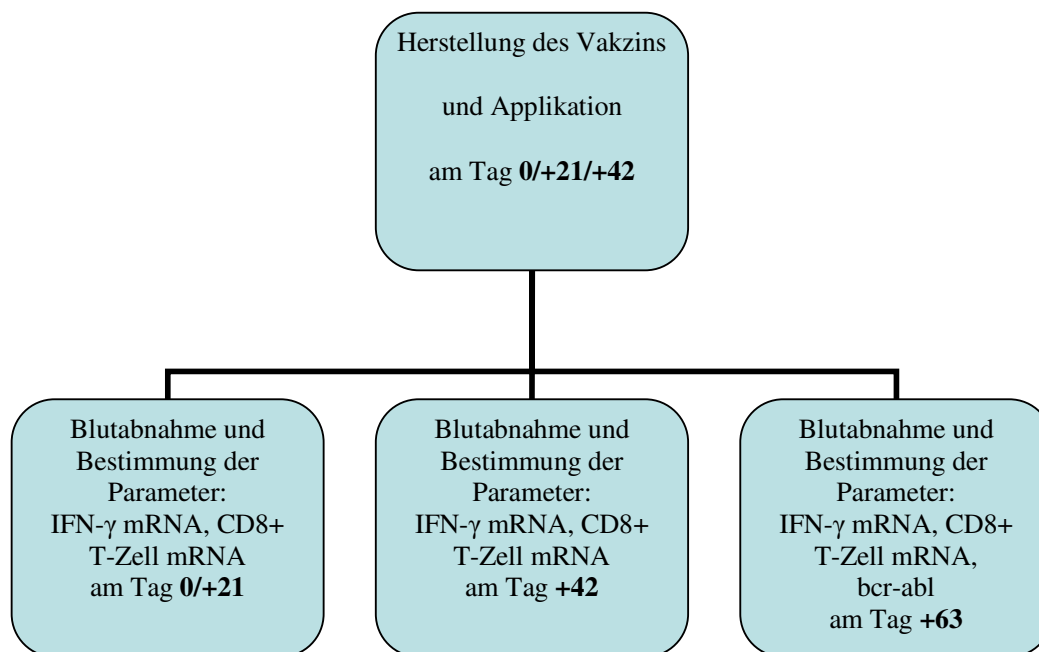 Herstellung des Vakzins
und Applikation
am Tag 0/+21/+42
Blutabnahme und
Bestimmung der
Parameter:
IFN-γ mRNA, CD8+
T-Zell mRNA
am Tag 0/+21
Blutabnahme und
Bestimmung der
Parameter:
IFN-γ mRNA, CD8+
T-Zell mRNA
am Tag +42
Blutabnahme und
Bestimmung der
Parameter:
IFN-γ mRNA, CD8+
T-Zell mRNA,
bcr-abl
am Tag +63